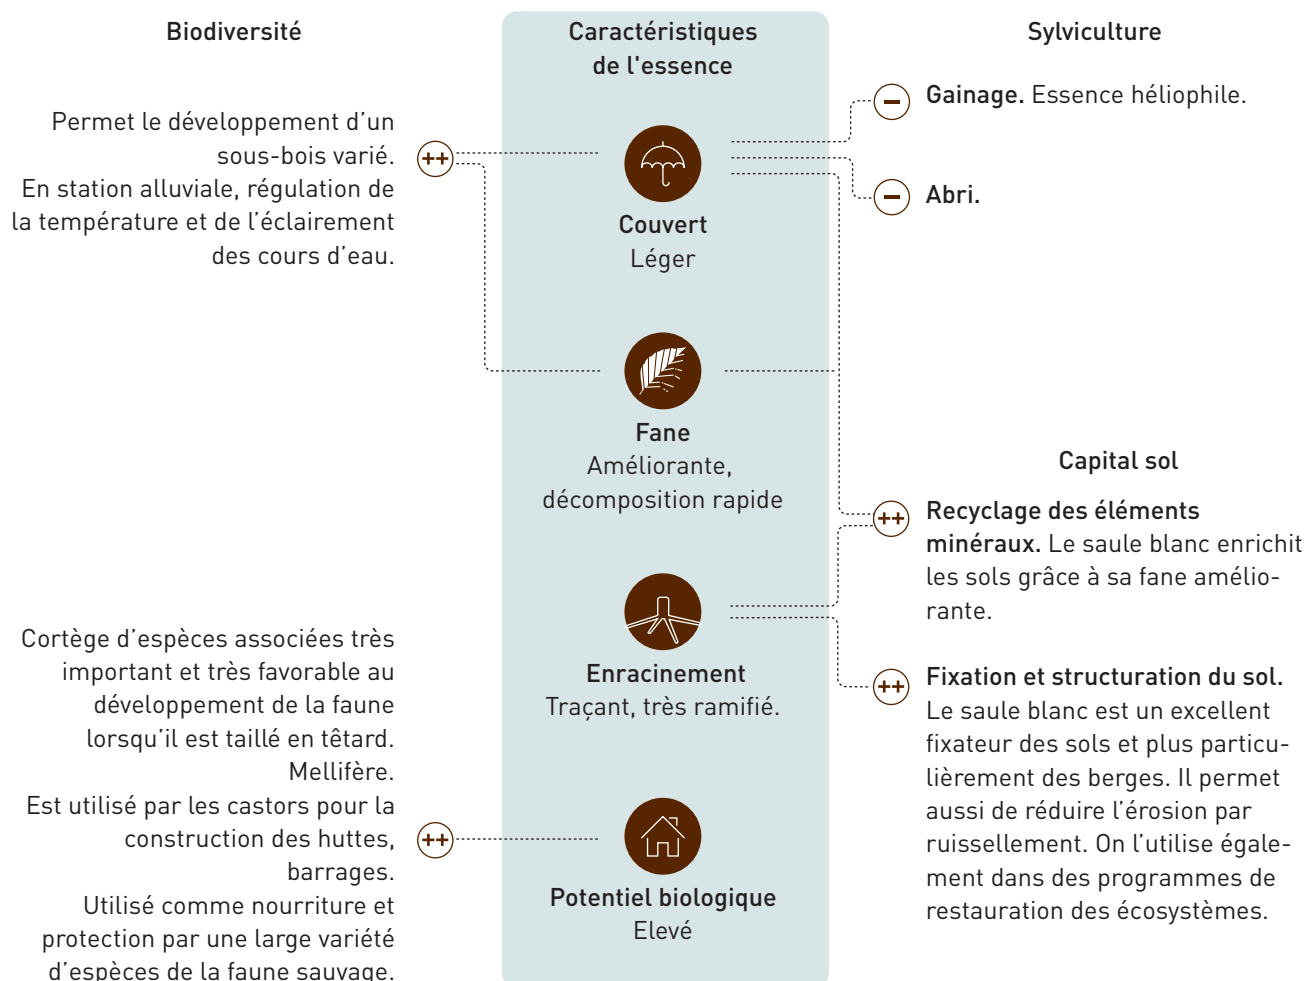 Biodiversité
Permet le développement d’un
sous-bois varié.
En station alluviale, régulation de
la température et de l’éclairement
des cours d’eau.
++
Cortège d’espèces associées très
important et très favorable au
développement de la faune
lorsqu’il est taillé en têtard.
Mellifère.
Est utilisé par les castors pour la
construction des huttes,
barrages.
Utilisé comme nourriture et
protection par une large variété
d’espèces de la faune sauvage.
++
Caractéristiques
de l'essence
Couvert
Léger
Fane
Améliorante,
décomposition rapide
Enracinement
Traçant, très ramifié.
Potentiel biologique
Elevé
Sylviculture
− Gainage. Essence héliophile.
− Abri.
Capital sol
++ Recyclage des éléments
minéraux. Le saule blanc enrichit
les sols grâce à sa fane amélio-
rante.
++ Fixation et structuration du sol.
Le saule blanc est un excellent
fixateur des sols et plus particu-
lièrement des berges. Il permet
aussi de réduire l’érosion par
ruissellement. On l’utilise égale-
ment dans des programmes de
restauration des écosystèmes.